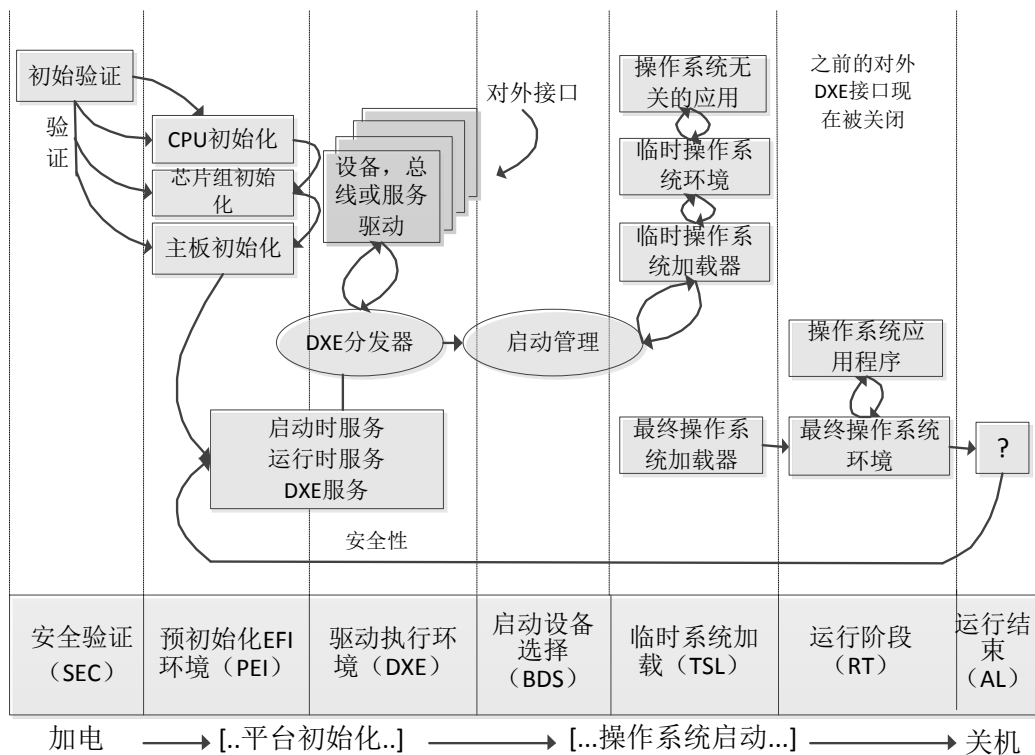 初始验证
验
证
CPU初始化
芯片组初始
化
主板初始化
设备，总
线或服务
驱动
对外接口
操作系统无
关的应用
临时操作系
统环境
临时操作系
统加载器
之前的对外
DXE接口现
在被关闭
DXE分发器
启动管理
操作系统应
用程序
启动时服务
运行时服务
DXE服务
最终操作系
统加载器
最终操作系统
环境
?
安全性
安全验证
（SEC）
预初始化EFI
环境（PEI）
驱动执行环
境（DXE）
启动设备
选择
（BDS）
临时系统加
载（TSL）
运行阶段
（RT）
运行结
束
（AL）
加电
[..平台初始化..]
[...操作系统启动...]
关机